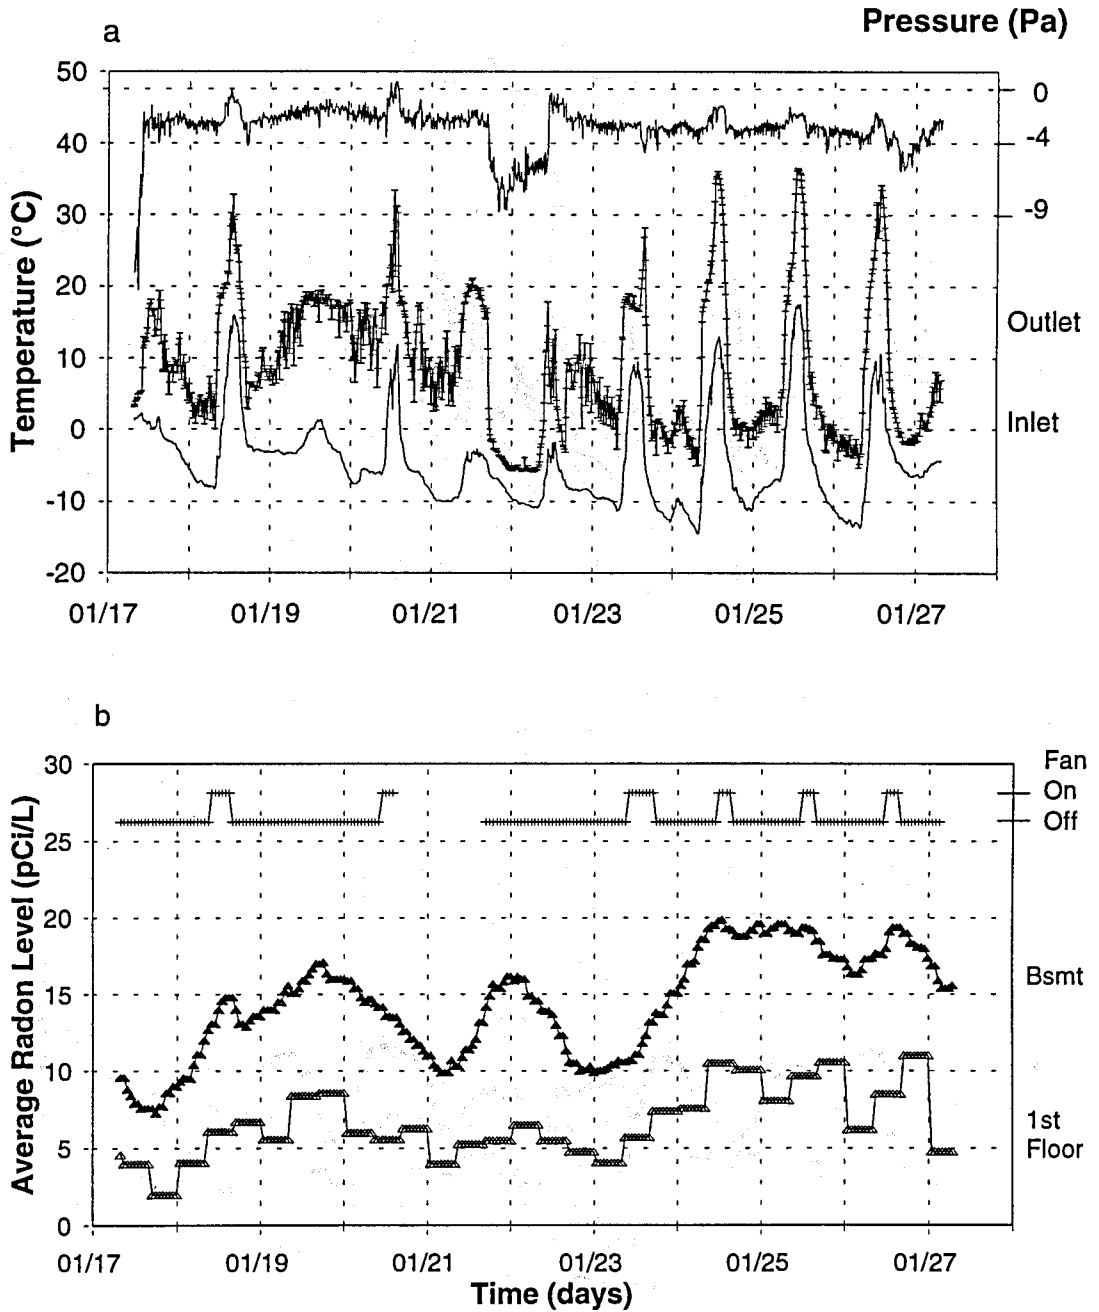 a
Pressure (Pa)
50
40
30
20
10
0
-10
-20
Temperature (°C)
0
-4
-9
Outlet
Inlet
01/17
01/19
01/21
01/23
01/25
01/27
b
30
25
20
15
10
5
0
Average Radon Level (pCi/L)
Fan
On
Off
Bsmt
1st
Floor
01/17
01/19
01/21
01/23
01/25
01/27
Time (days)